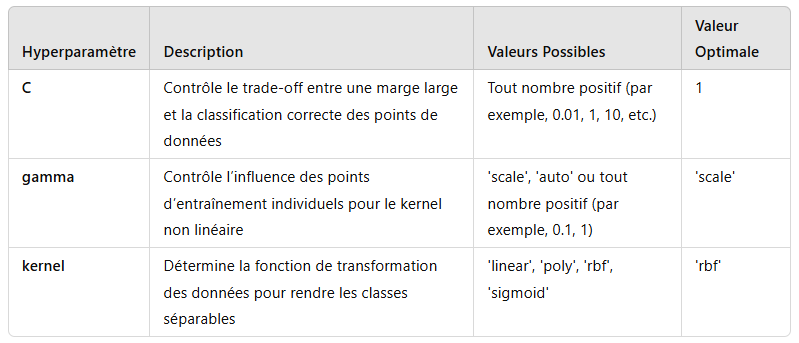 Hyperparamètre Description Valeurs Possibles Valeur Optimale
C Contrôle le trade-off entre une marge large Tout nombre positif (par 1
et la classification correcte des points de exemple, 0.01, 1, 10, etc.)
données
gamma Contrôle l’influence des points 'scale', 'auto' ou tout 'scale'
d’entraînement individuels pour le kernel nombre positif (par
non linéaire exemple, 0.1, 1)
kernel Détermine la fonction de transformation 'linear', 'poly', 'rbf', 'rbf'
des données pour rendre les classes 'sigmoid'
séparables